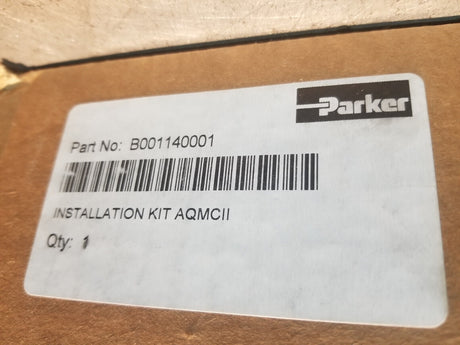 Parker
Part No: B001140001
INSTALLATION KIT AQMCII
Qty: 1